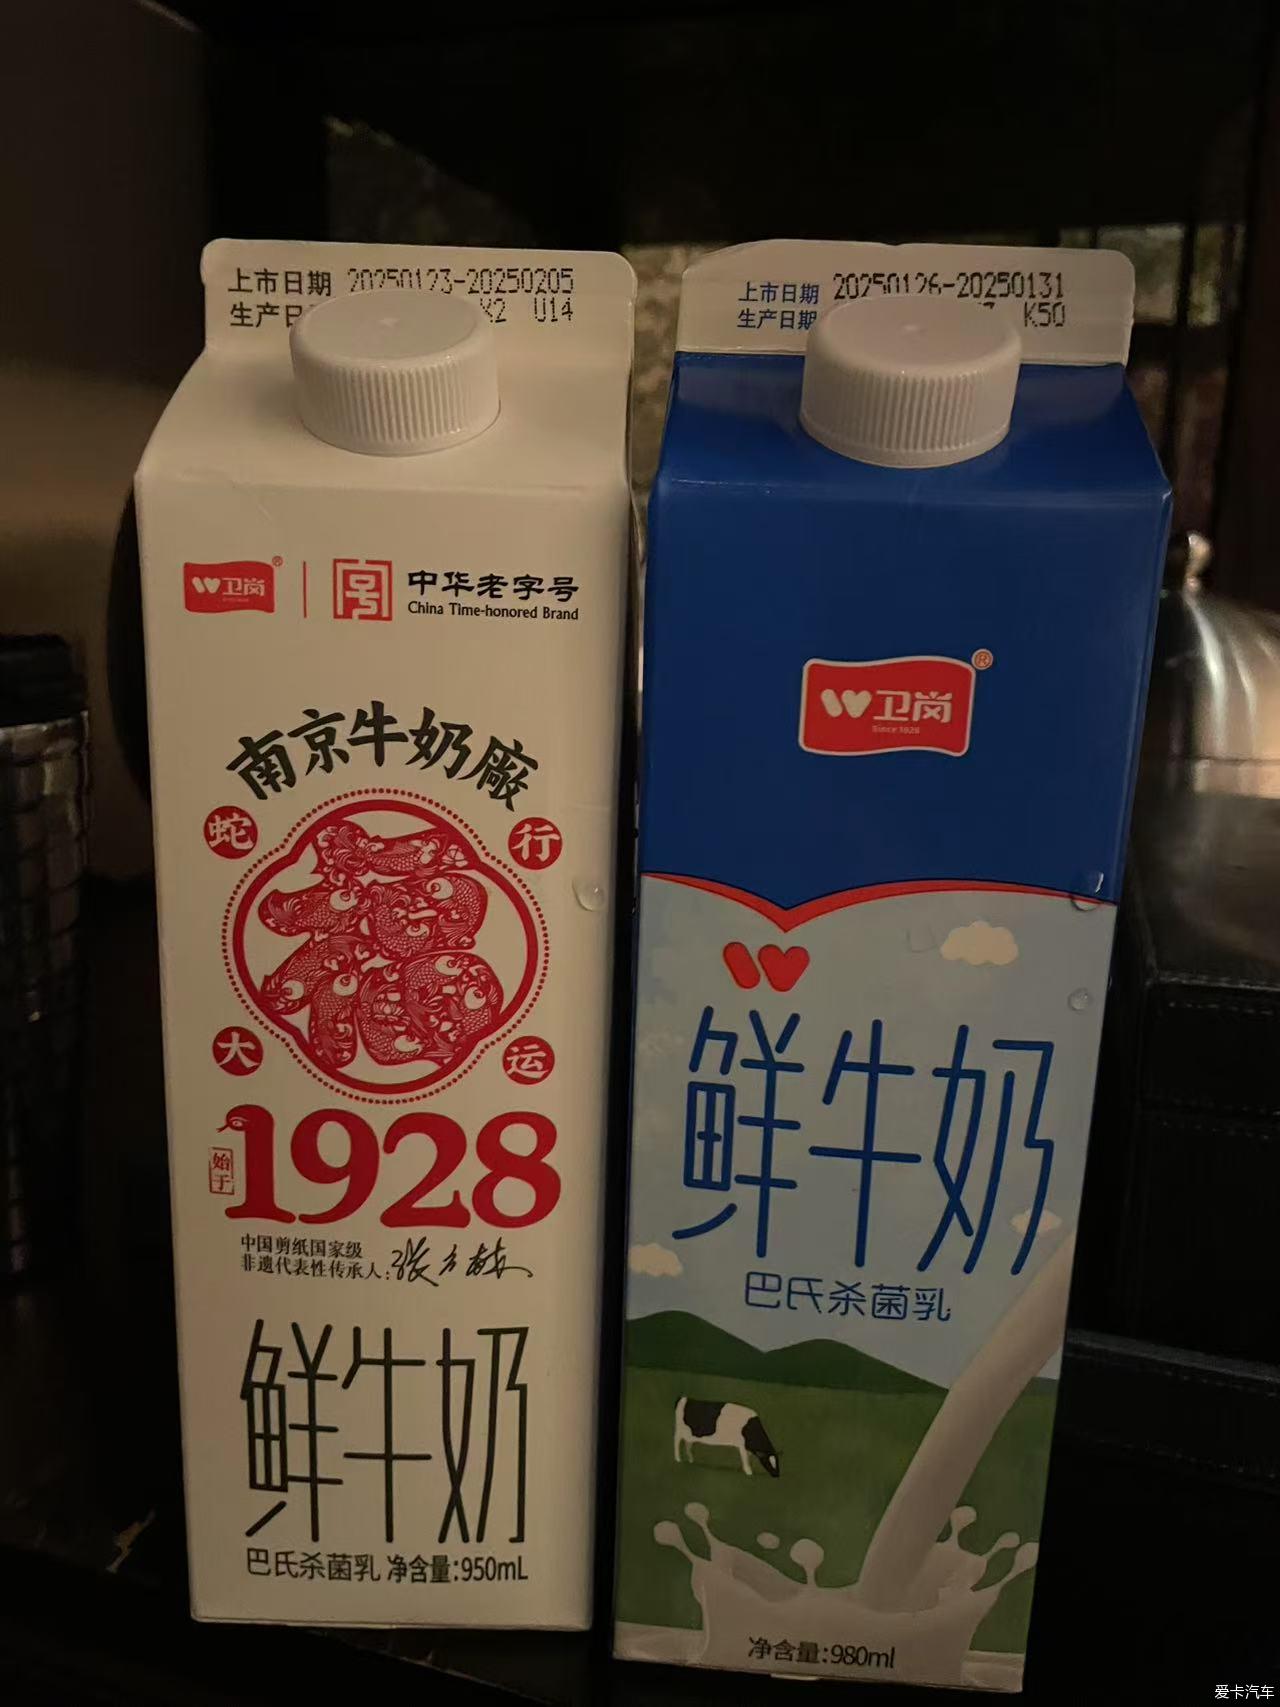 上市日期 20250123-20250205
生产日 K2 U14
卫岗®
中华老字号
China Time-honored Brand
南京牛奶廠
蛇行
大运
始于
1928
中国剪纸国家级
非遗代表性传承人:
鲜牛奶
巴氏杀菌乳 净含量:950mL
上市日期 20250126-20250131
生产日期 K50
卫岗®
Since 1928
鲜牛奶
巴氏杀菌乳
净含量:980ml
爱卡汽车